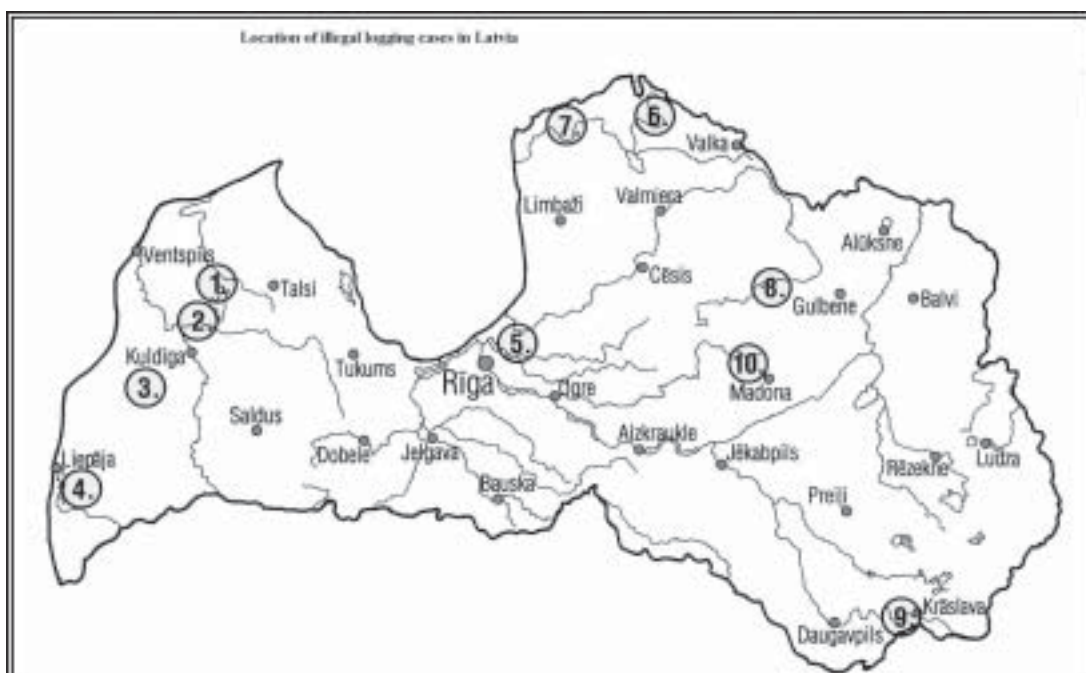 Location of illegal logging cases in Latvia
7.
6.
Valka
Limbaži
Valmiera
Alūksne
Ventspils
1.
Talsi
Cēsis
8.
Gulbene
Balvi
2.
5.
Kuldīga
Tukums
Rīga
10.
Madona
3.
Ogre
Saldus
Aizkraukle
Liepēja
Dobele
Jelgava
Jēkabpils
Rēzekne
Ludza
4.
Bauska
Preiļi
9.
Krāslava
Daugavpils